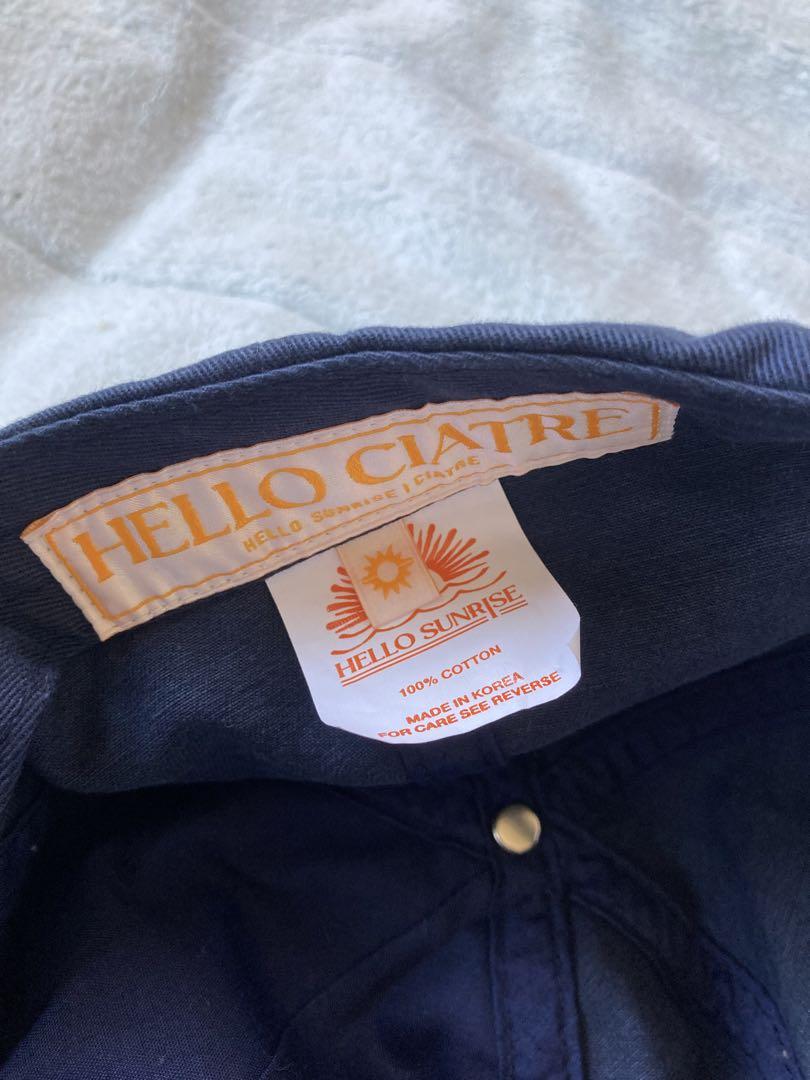 HELLO CIATRE
HELLO SUNRISE | CIATRE
HELLO SUNRISE
100% COTTON
MADE IN KOREA
FOR CARE SEE REVERSE